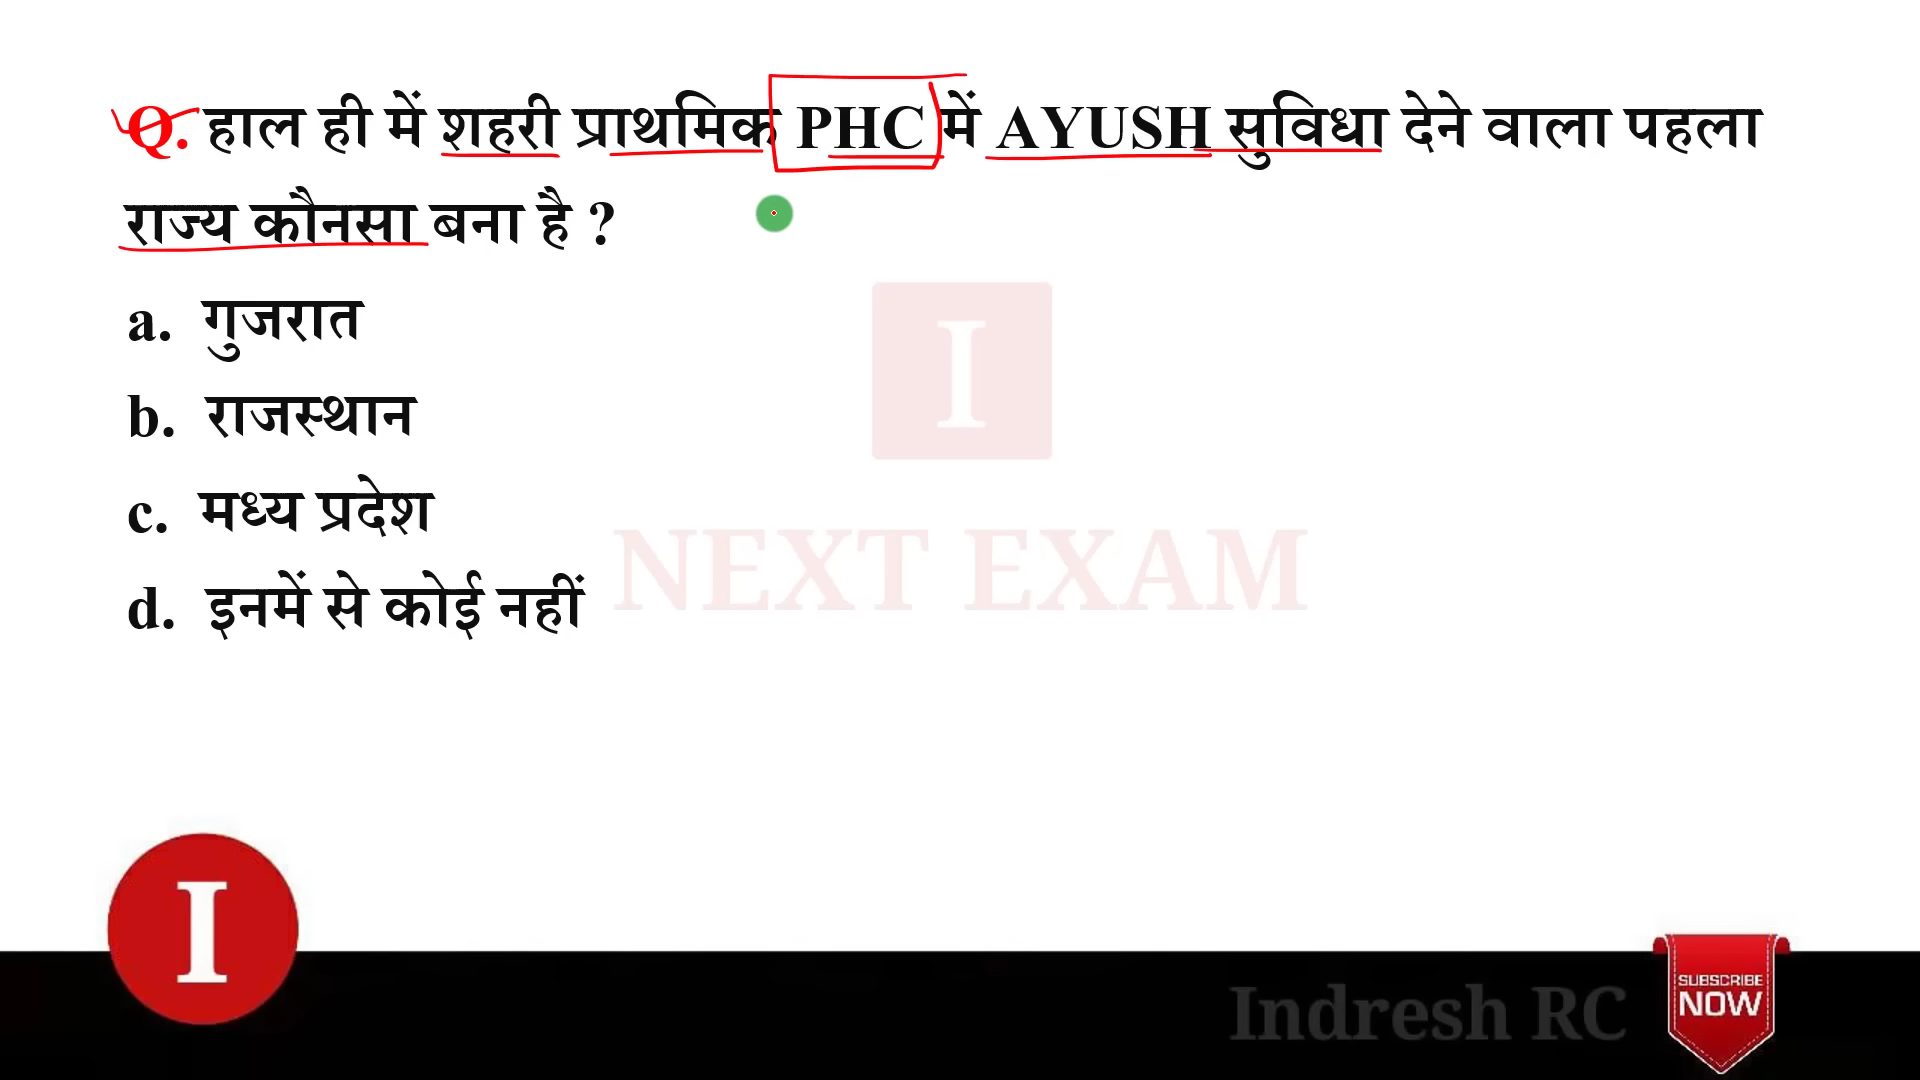 Q. हाल ही में शहरी प्राथमिक PHC में AYUSH सुविधा देने वाला पहला
राज्य कौनसा बना है ?
a. गुजरात
b. राजस्थान
c. मध्य प्रदेश
d. इनमें से कोई नहीं
I
NEXT EXAM
I
Indresh RC
SUBSCRIBE
NOW